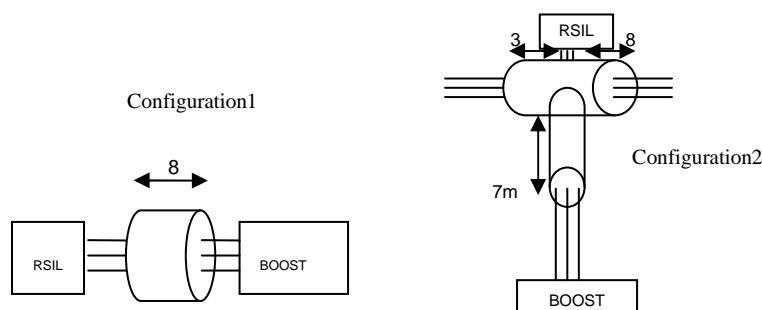 Configuration1
8
RSIL
BOOST
RSIL
3
8
Configuration2
7m
BOOST